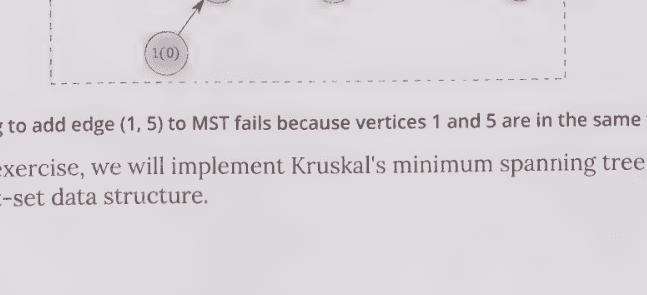 1(0)
to add edge (1, 5) to MST fails because vertices 1 and 5 are in the same
exercise, we will implement Kruskal's minimum spanning tree
-set data structure.